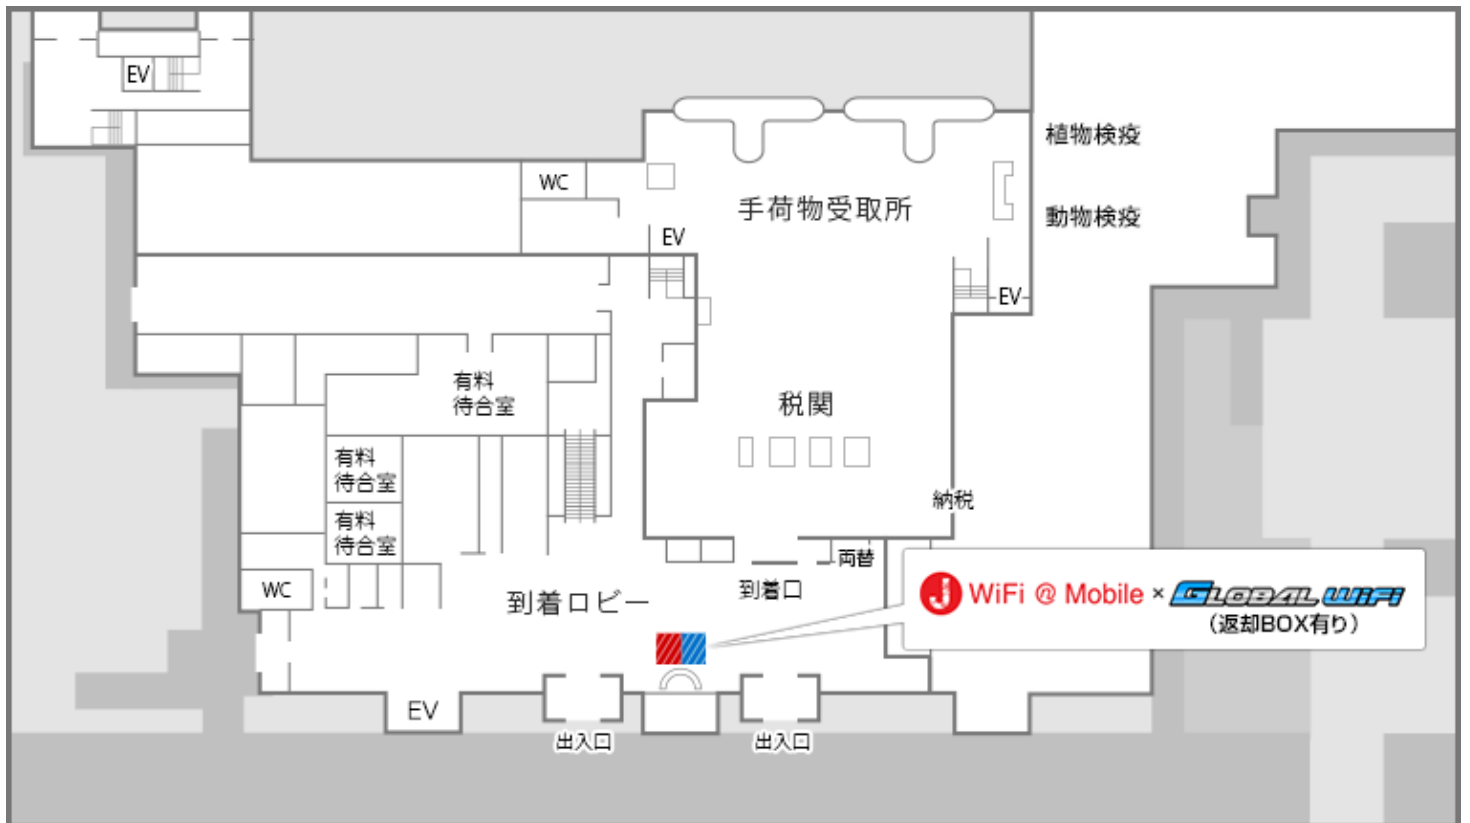 EV
植物検疫
WC
手荷物受取所
動物検疫
EV
EV
有料
待合室
税関
有料
待合室
納税
有料
待合室
両替
WC
到着ロビー
到着口
J WiFi @ Mobile × GLOBAL WiFi
(返却BOX有り)
EV
出入口
出入口